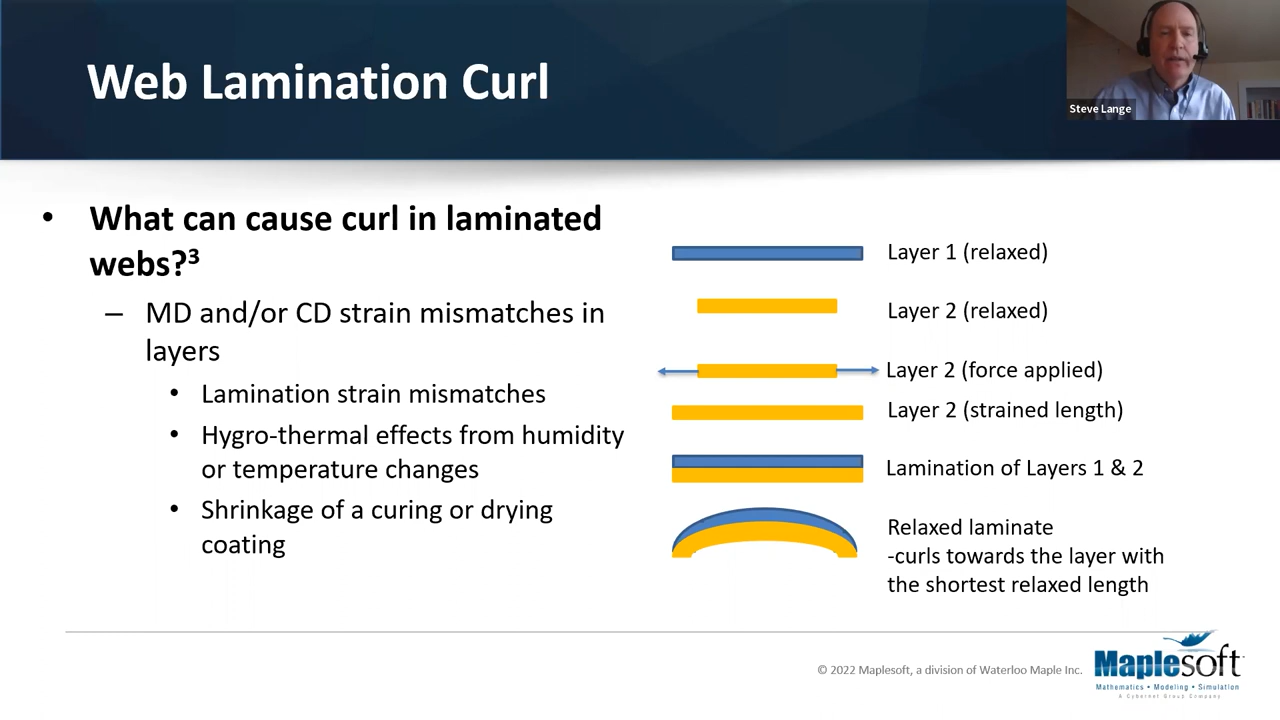 Web Lamination Curl
Steve Lange
• What can cause curl in laminated
webs?³
– MD and/or CD strain mismatches in
layers
• Lamination strain mismatches
• Hygro-thermal effects from humidity
or temperature changes
• Shrinkage of a curing or drying
coating
Layer 1 (relaxed)
Layer 2 (relaxed)
Layer 2 (force applied)
Layer 2 (strained length)
Lamination of Layers 1 & 2
Relaxed laminate
-curls towards the layer with
the shortest relaxed length
© 2022 Maplesoft, a division of Waterloo Maple Inc.
Maplesoft
Mathematics • Modeling • Simulation
A Cybernet Group Company